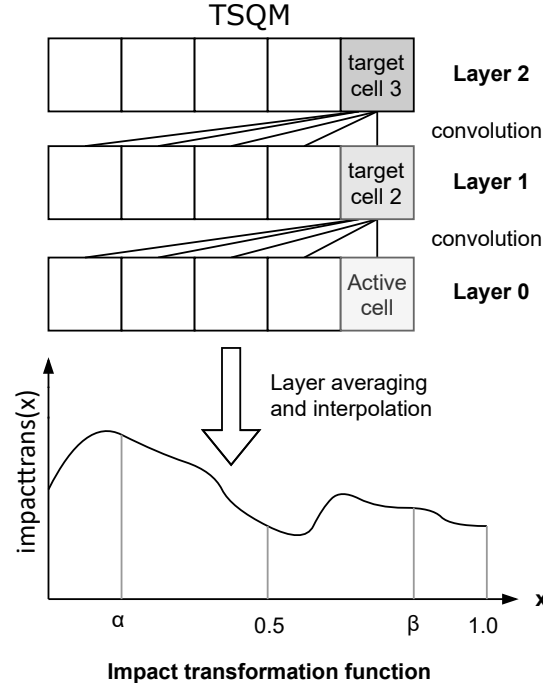 TSQM
target
cell 3
Layer 2
convolution
target
cell 2
Layer 1
convolution
Active
cell
Layer 0
Layer averaging
and interpolation
impacttrans(x)
x
α
0.5
β
1.0
Impact transformation function